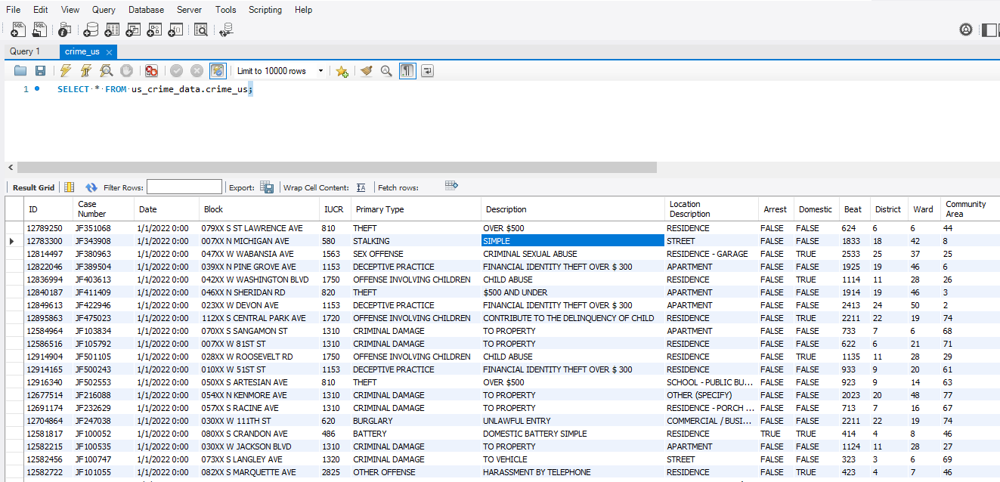 File Edit View Query Database Server Tools Scripting Help
Query 1 crime_us
Limit to 10000 rows
1 SELECT * FROM us_crime_data.crime_us;
Result Grid Filter Rows: Export: Wrap Cell Content: Fetch rows:
ID Case Number Date Block IUCR Primary Type Description Location Description Arrest Domestic Beat District Ward Community Area
12789250 JF351068 1/1/2022 0:00 079XX S ST LAWRENCE AVE 810 THEFT OVER $500 RESIDENCE FALSE FALSE 624 6 6 44
12783300 JF343908 1/1/2022 0:00 007XX N MICHIGAN AVE 580 STALKING SIMPLE STREET FALSE FALSE 1833 18 42 8
12814497 JF380963 1/1/2022 0:00 047XX W WABANSIA AVE 1563 SEX OFFENSE CRIMINAL SEXUAL ABUSE RESIDENCE - GARAGE FALSE TRUE 2533 25 37 25
12822046 JF389504 1/1/2022 0:00 039XX N PINE GROVE AVE 1153 DECEPTIVE PRACTICE FINANCIAL IDENTITY THEFT OVER $ 300 APARTMENT FALSE FALSE 1925 19 46 6
12836994 JF403613 1/1/2022 0:00 042XX W WASHINGTON BLVD 1750 OFFENSE INVOLVING CHILDREN CHILD ABUSE RESIDENCE FALSE TRUE 1114 11 28 26
12840187 JF411409 1/1/2022 0:00 046XX N SHERIDAN RD 820 THEFT $500 AND UNDER APARTMENT FALSE FALSE 1914 19 46 3
12849613 JF422946 1/1/2022 0:00 023XX W DEVON AVE 1153 DECEPTIVE PRACTICE FINANCIAL IDENTITY THEFT OVER $ 300 APARTMENT FALSE FALSE 2413 24 50 2
12895863 JF475023 1/1/2022 0:00 112XX S CENTRAL PARK AVE 1720 OFFENSE INVOLVING CHILDREN CONTRIBUTE TO THE DELINQUENCY OF CHILD RESIDENCE FALSE TRUE 2211 22 19 74
12584964 JF103834 1/1/2022 0:00 070XX S SANGAMON ST 1310 CRIMINAL DAMAGE TO PROPERTY APARTMENT FALSE FALSE 733 7 6 68
12586516 JF105792 1/1/2022 0:00 007XX W 81ST ST 1310 CRIMINAL DAMAGE TO PROPERTY RESIDENCE FALSE FALSE 622 6 21 71
12914904 JF501105 1/1/2022 0:00 028XX W ROOSEVELT RD 1750 OFFENSE INVOLVING CHILDREN CHILD ABUSE RESIDENCE FALSE TRUE 1135 11 28 29
12914165 JF500243 1/1/2022 0:00 010XX W 51ST ST 1153 DECEPTIVE PRACTICE FINANCIAL IDENTITY THEFT OVER $ 300 RESIDENCE FALSE FALSE 933 9 20 61
12916340 JF502553 1/1/2022 0:00 050XX S ARTESIAN AVE 810 THEFT OVER $500 SCHOOL - PUBLIC BU... FALSE FALSE 923 9 14 63
12677514 JF216088 1/1/2022 0:00 054XX N KENMORE AVE 1310 CRIMINAL DAMAGE TO PROPERTY OTHER (SPECIFY) FALSE FALSE 2023 20 48 77
12691174 JF232629 1/1/2022 0:00 057XX S RACINE AVE 1310 CRIMINAL DAMAGE TO PROPERTY RESIDENCE - PORCH ... FALSE FALSE 713 7 16 67
12704864 JF247038 1/1/2022 0:00 030XX W 111TH ST 620 BURGLARY UNLAWFUL ENTRY COMMERCIAL / BUSI... FALSE FALSE 2211 22 19 74
12581817 JF100052 1/1/2022 0:00 080XX S CRANDON AVE 486 BATTERY DOMESTIC BATTERY SIMPLE RESIDENCE TRUE TRUE 414 4 8 46
12582215 JF100535 1/1/2022 0:00 030XX W JACKSON BLVD 1310 CRIMINAL DAMAGE TO PROPERTY APARTMENT FALSE FALSE 1124 11 28 27
12582456 JF100747 1/1/2022 0:00 073XX S LANGLEY AVE 1320 CRIMINAL DAMAGE TO VEHICLE STREET FALSE FALSE 323 3 6 69
12582722 JF101055 1/1/2022 0:00 082XX S MARQUETTE AVE 2825 OTHER OFFENSE HARASSMENT BY TELEPHONE RESIDENCE FALSE FALSE 423 4 7 46